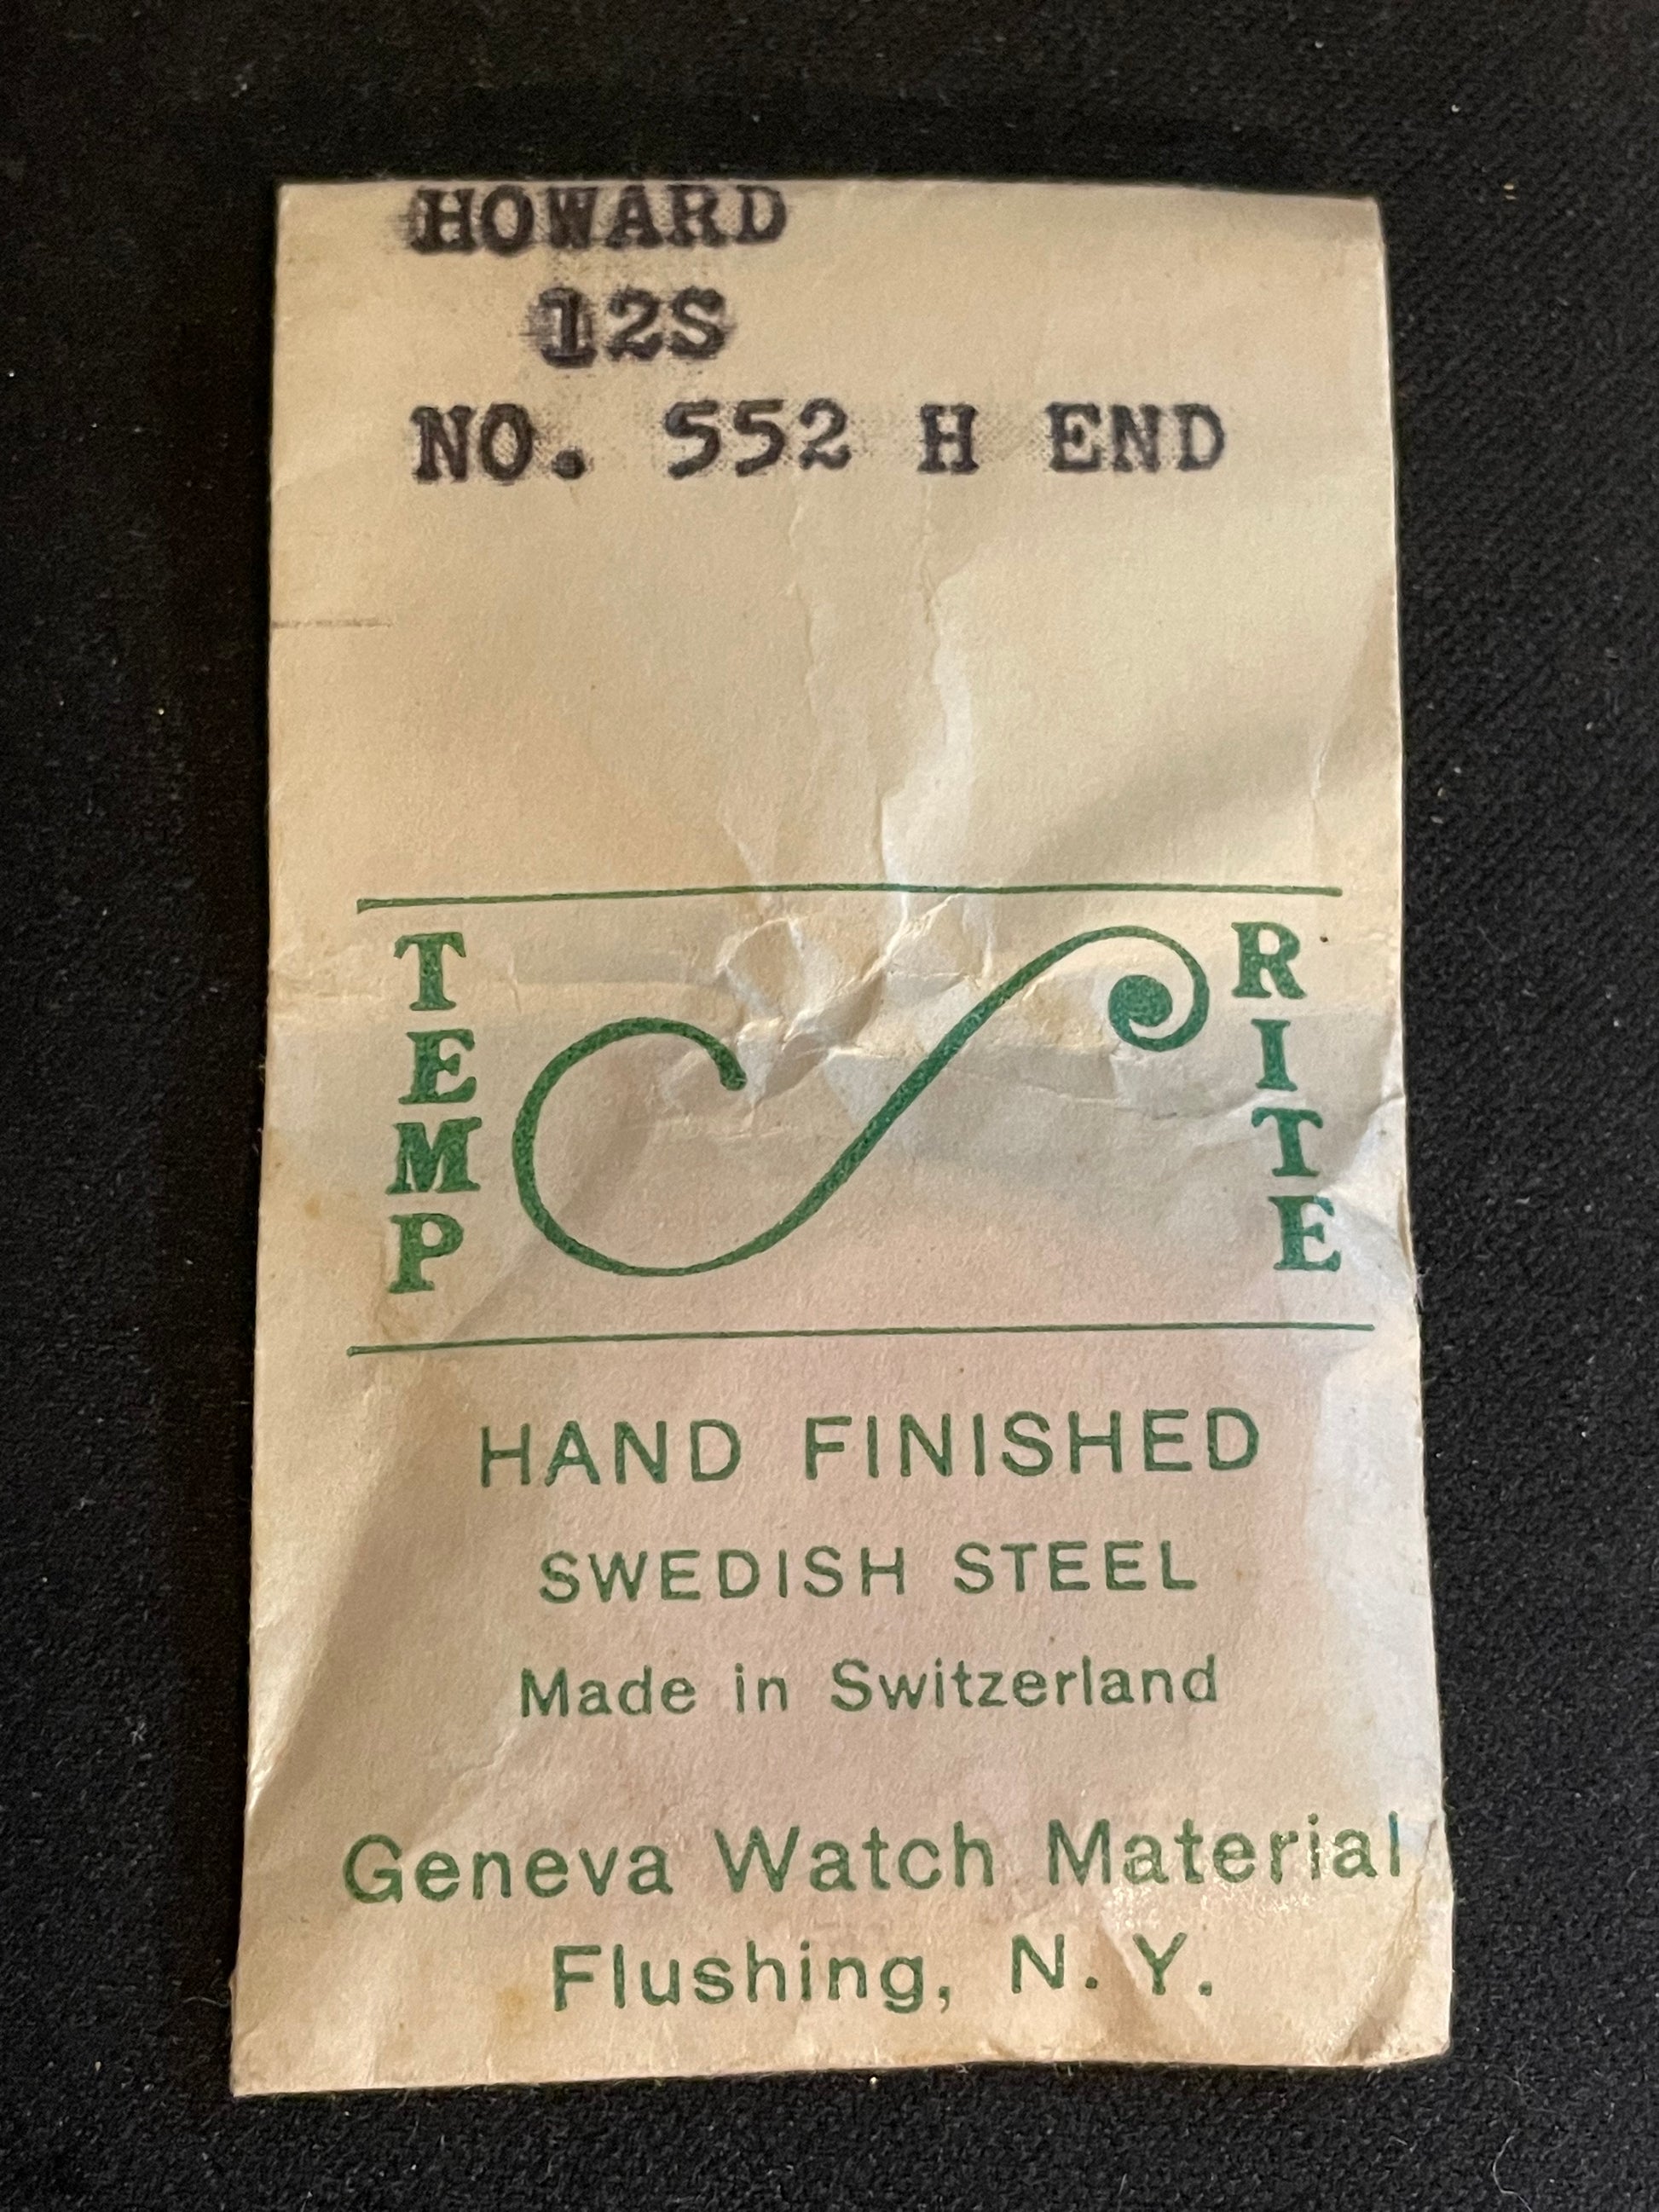 HOWARD
12S
NO. 552 H END
TEMP
RITE
HAND FINISHED
SWEDISH STEEL
Made in Switzerland
Geneva Watch Material
Flushing, N. Y.